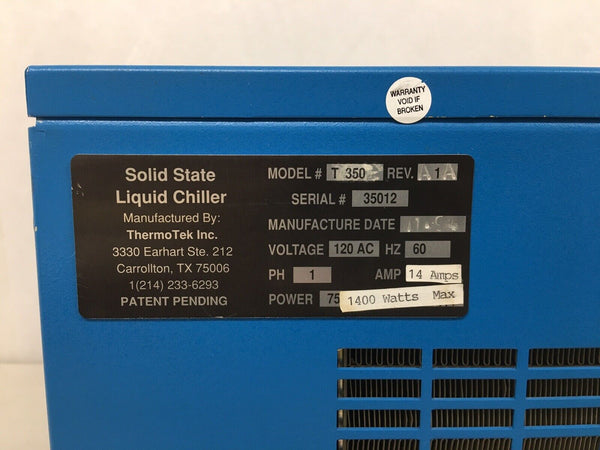 WARRANTY
VOID IF
BROKEN
Solid State
Liquid Chiller
Manufactured By:
ThermoTek Inc.
3330 Earhart Ste. 212
Carrollton, TX 75006
1(214) 233-6293
PATENT PENDING
MODEL # T 350 REV. 1A
SERIAL # 35012
MANUFACTURE DATE
VOLTAGE 120 AC HZ 60
PH 1 AMP 14 Amps
POWER 75 1400 Watts Max